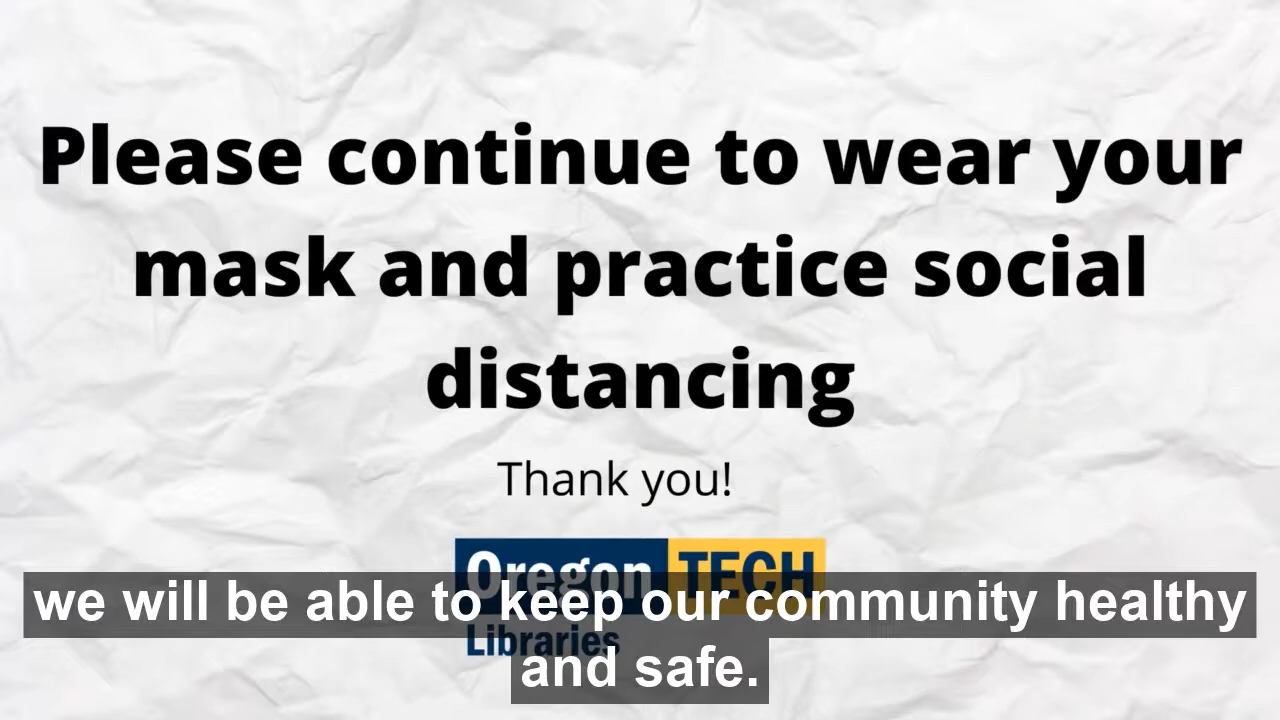 Please continue to wear your
mask and practice social
distancing
Thank you!
Oregon TECH
Libraries
we will be able to keep our community healthy
and safe.